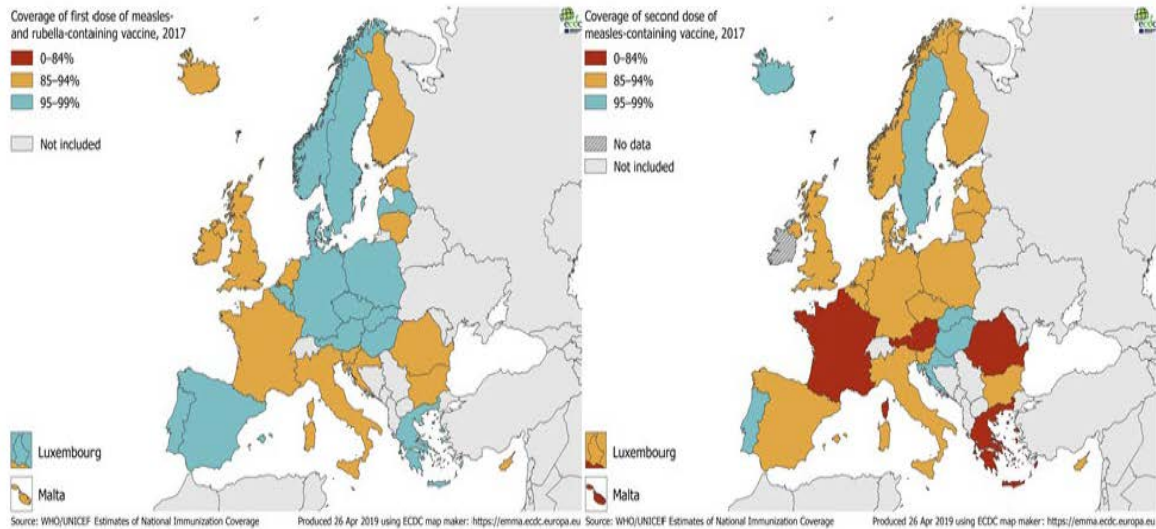 Coverage of first dose of measles-
and rubella-containing vaccine, 2017
0–84%
85–94%
95–99%
Not included
Luxembourg
Malta
Source: WHO/UNICEF Estimates of National Immunization Coverage
Produced 26 Apr 2019 using ECDC map maker: https://emma.ecdc.europa.eu
ecdc
Coverage of second dose of
measles-containing vaccine, 2017
0–84%
85–94%
95–99%
No data
Not included
Luxembourg
Malta
Source: WHO/UNICEF Estimates of National Immunization Coverage
Produced 26 Apr 2019 using ECDC map maker: https://emma.ecdc.europa.eu
ecdc